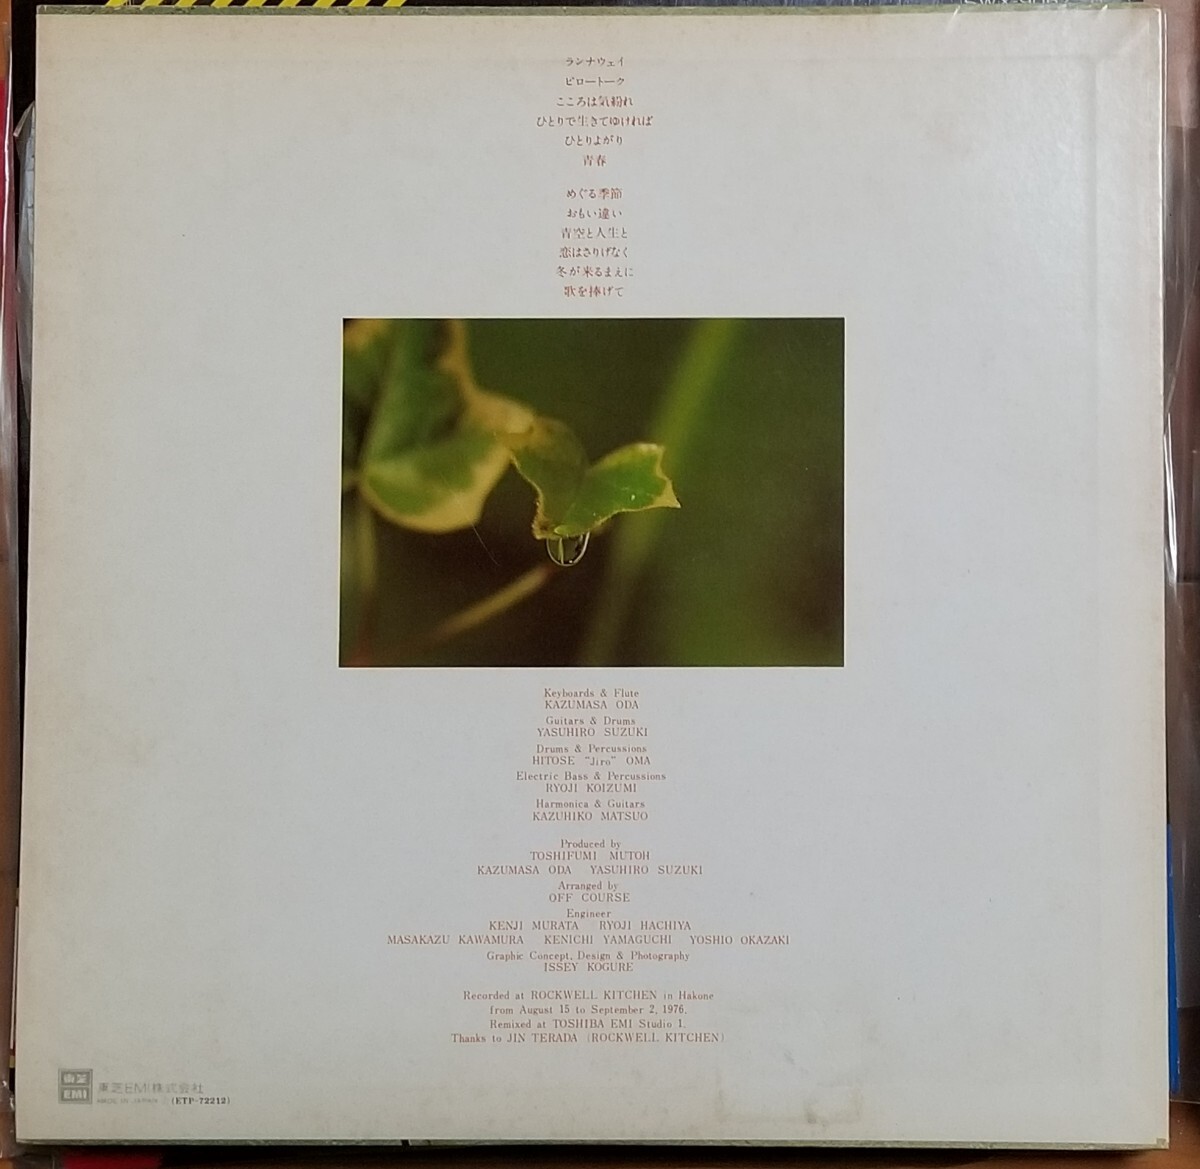 ランナウェイ
ピロートーク
こころは気紛れ
ひとりで生きてゆければ
ひとりよがり
青春
めぐる季節
おもい違い
青空と人生と
恋はさりげなく
冬が来るまえに
歌を捧げて
Keyboards & Flute
KAZUMASA ODA
Guitars & Drums
YASUHIRO SUZUKI
Drums & Percussions
HITOSE "Jiro" OMA
Electric Bass & Percussions
RYOJI KOIZUMI
Harmonica & Guitars
KAZUHIKO MATSUO
Produced by
TOSHIFUMI MUTOH
KAZUMASA ODA YASUHIRO SUZUKI
Arranged by
OFF COURSE
Engineer
KENJI MURATA RYOJI HACHIYA
MASAKAZU KAWAMURA KENICHI YAMAGUCHI YOSHIO OKAZAKI
Graphic Concept, Design & Photography
ISSEY KOGURE
Recorded at ROCKWELL KITCHEN in Hakone
from August 15 to September 2, 1976.
Remixed at TOSHIBA EMI Studio 1.
Thanks to JIN TERADA (ROCKWELL KITCHEN)
東芝
EMI
東芝EMI株式会社
MADE IN JAPAN (ETP-72212)